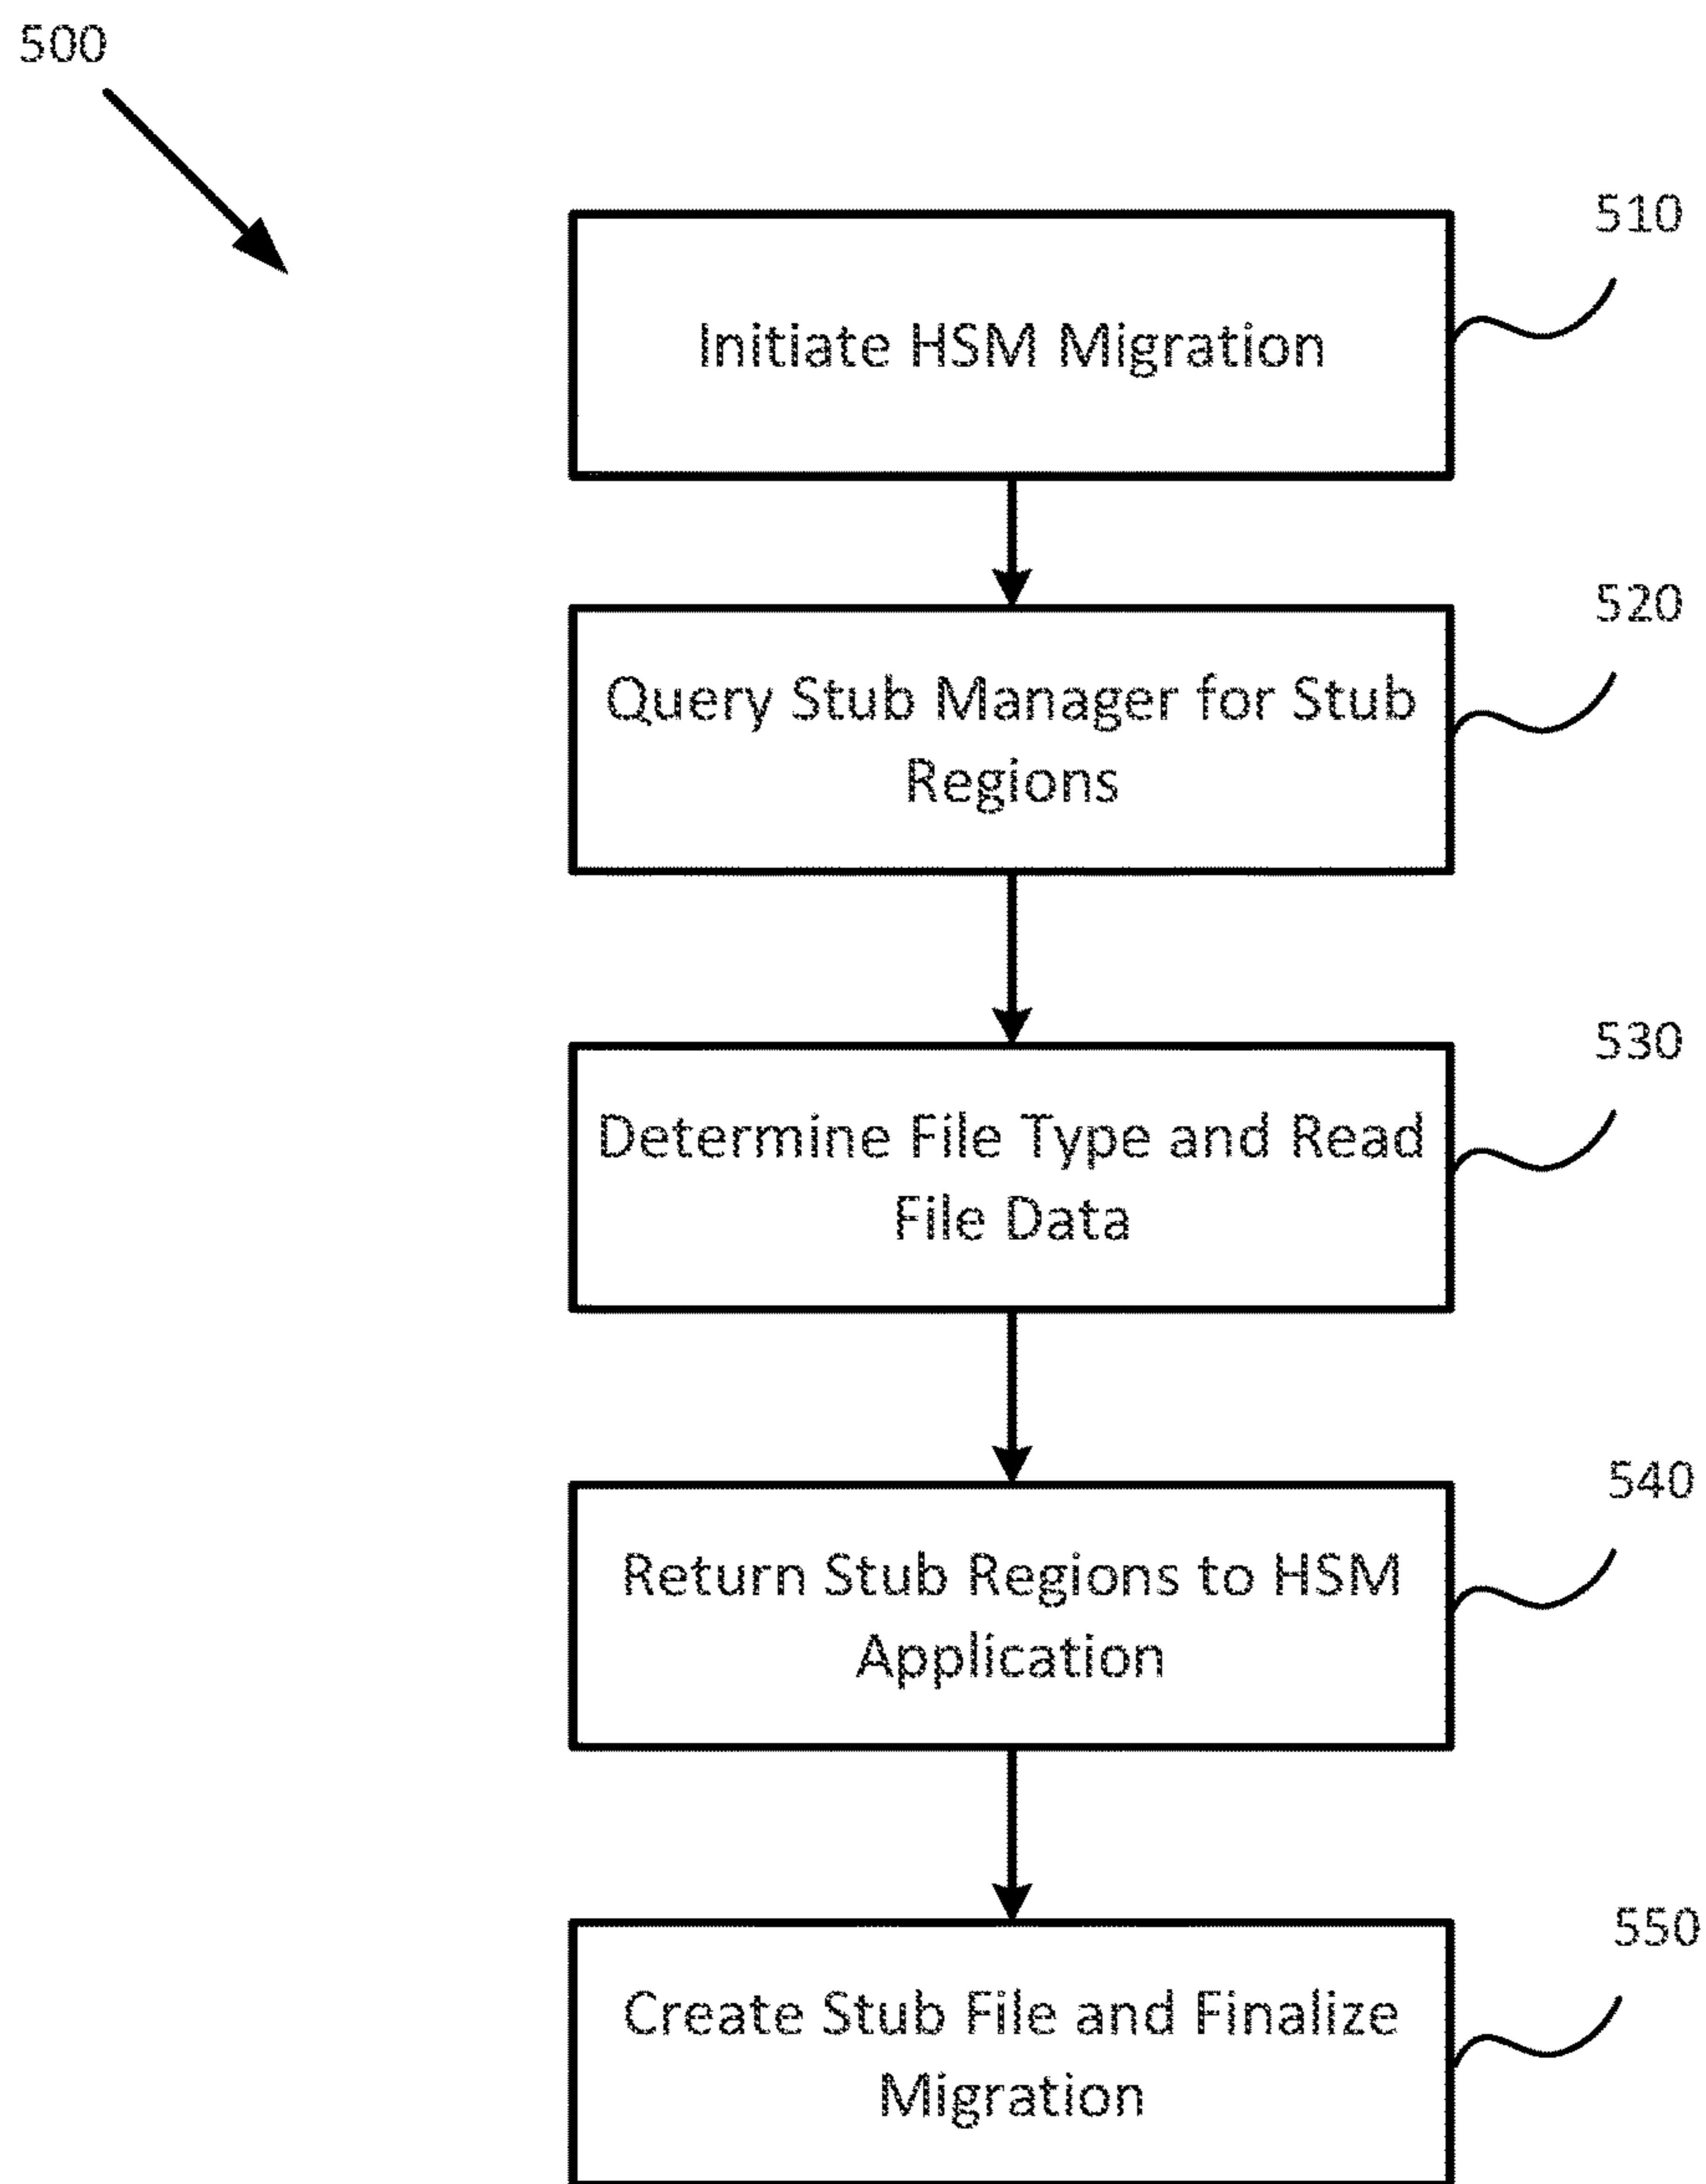 500
510
Initiate HSM Migration
520
Query Stub Manager for Stub
Regions
530
Determine File Type and Read
File Data
540
Return Stub Regions to HSM
Application
550
Create Stub File and Finalize
Migration